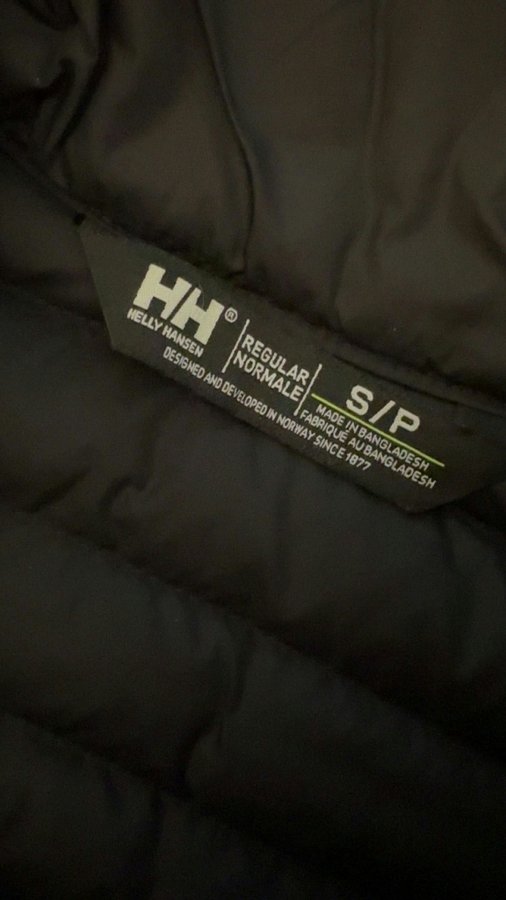 HH®
HELLY HANSEN
REGULAR
NORMALE
S/P
MADE IN BANGLADESH
FABRIQUÉ AU BANGLADESH
DESIGNED AND DEVELOPED IN NORWAY SINCE 1877